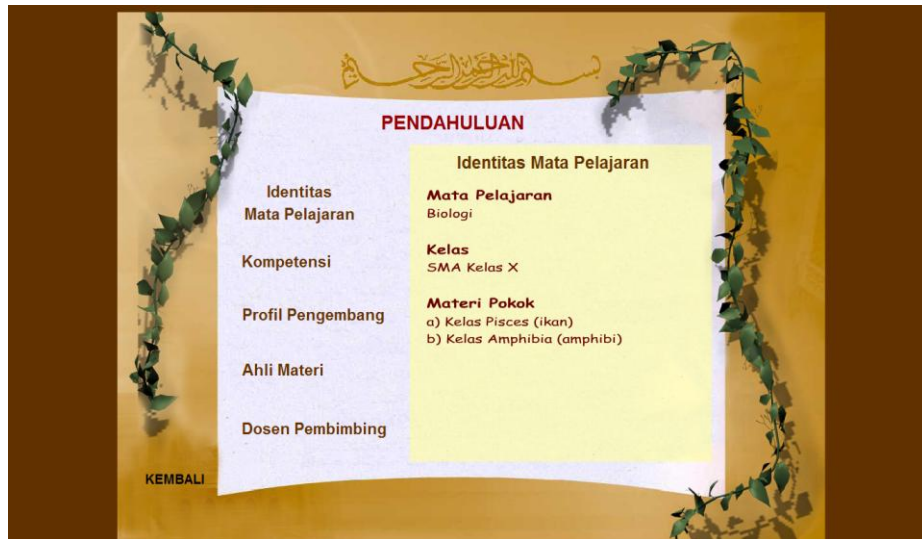 بسم الله الرحمن الرحيم
PENDAHULUAN
Identitas
Mata Pelajaran
Kompetensi
Profil Pengembang
Ahli Materi
Dosen Pembimbing
KEMBALI
Identitas Mata Pelajaran
Mata Pelajaran
Biologi
Kelas
SMA Kelas X
Materi Pokok
a) Kelas Pisces (ikan)
b) Kelas Amphibia (amphibi)